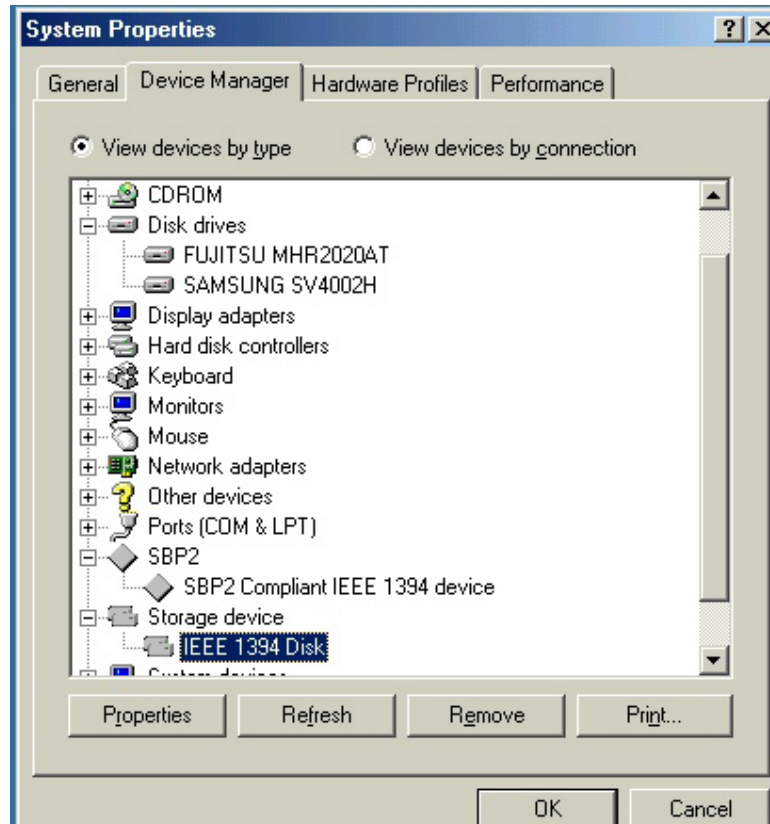 System Properties
General Device Manager Hardware Profiles Performance
View devices by type View devices by connection
CDROM
Disk drives
FUJITSU MHR2020AT
SAMSUNG SV4002H
Display adapters
Hard disk controllers
Keyboard
Monitors
Mouse
Network adapters
Other devices
Ports (COM & LPT)
SBP2
SBP2 Compliant IEEE 1394 device
Storage device
IEEE 1394 Disk
Properties Refresh Remove Print...
OK Cancel